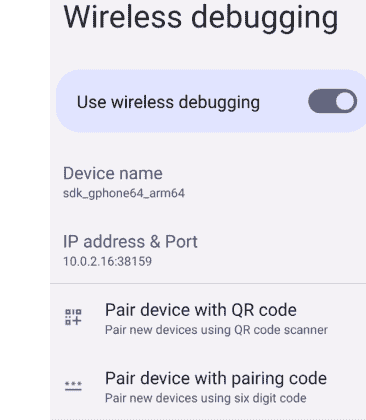 Wireless debugging
Use wireless debugging
Device name
sdk_gphone64_arm64
IP address & Port
10.0.2.16:38159
Pair device with QR code
Pair new devices using QR code scanner
Pair device with pairing code
Pair new devices using six digit code